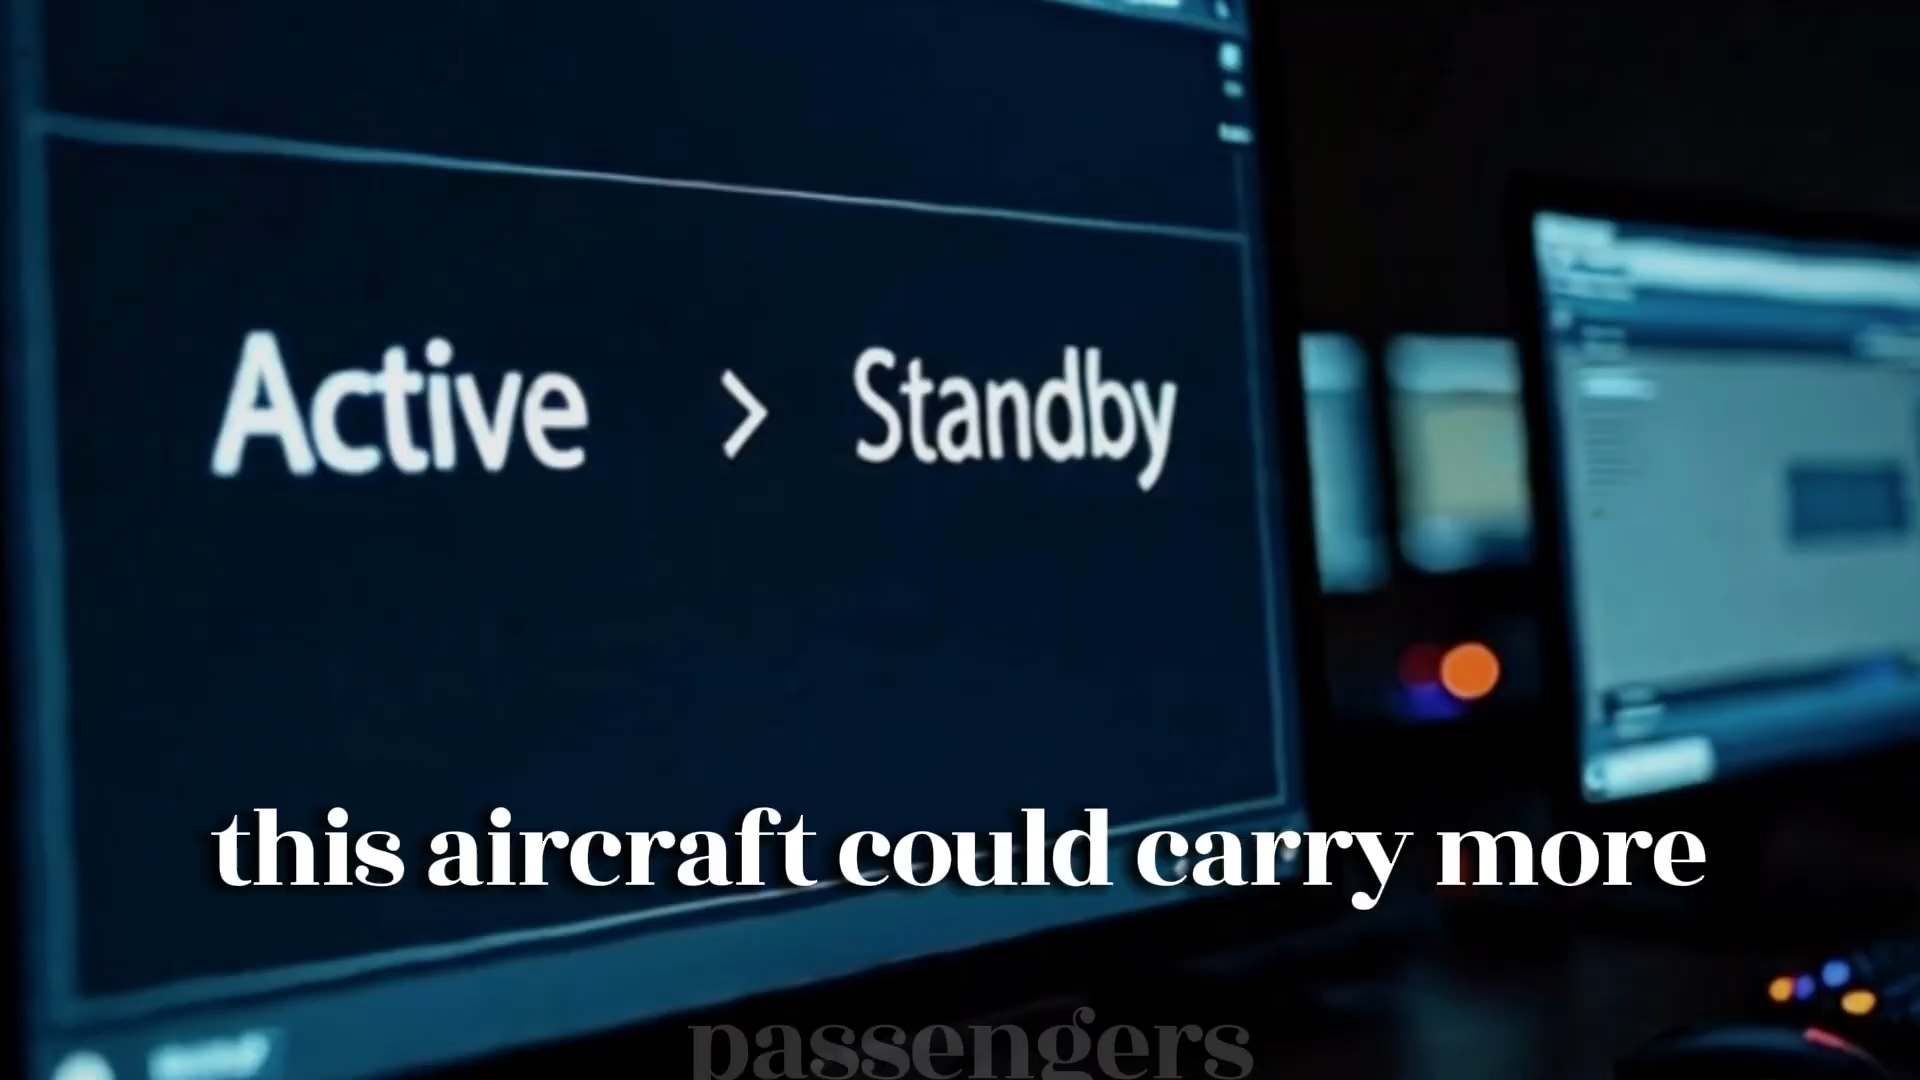 Active > Standby
this aircraft could carry more
passengers